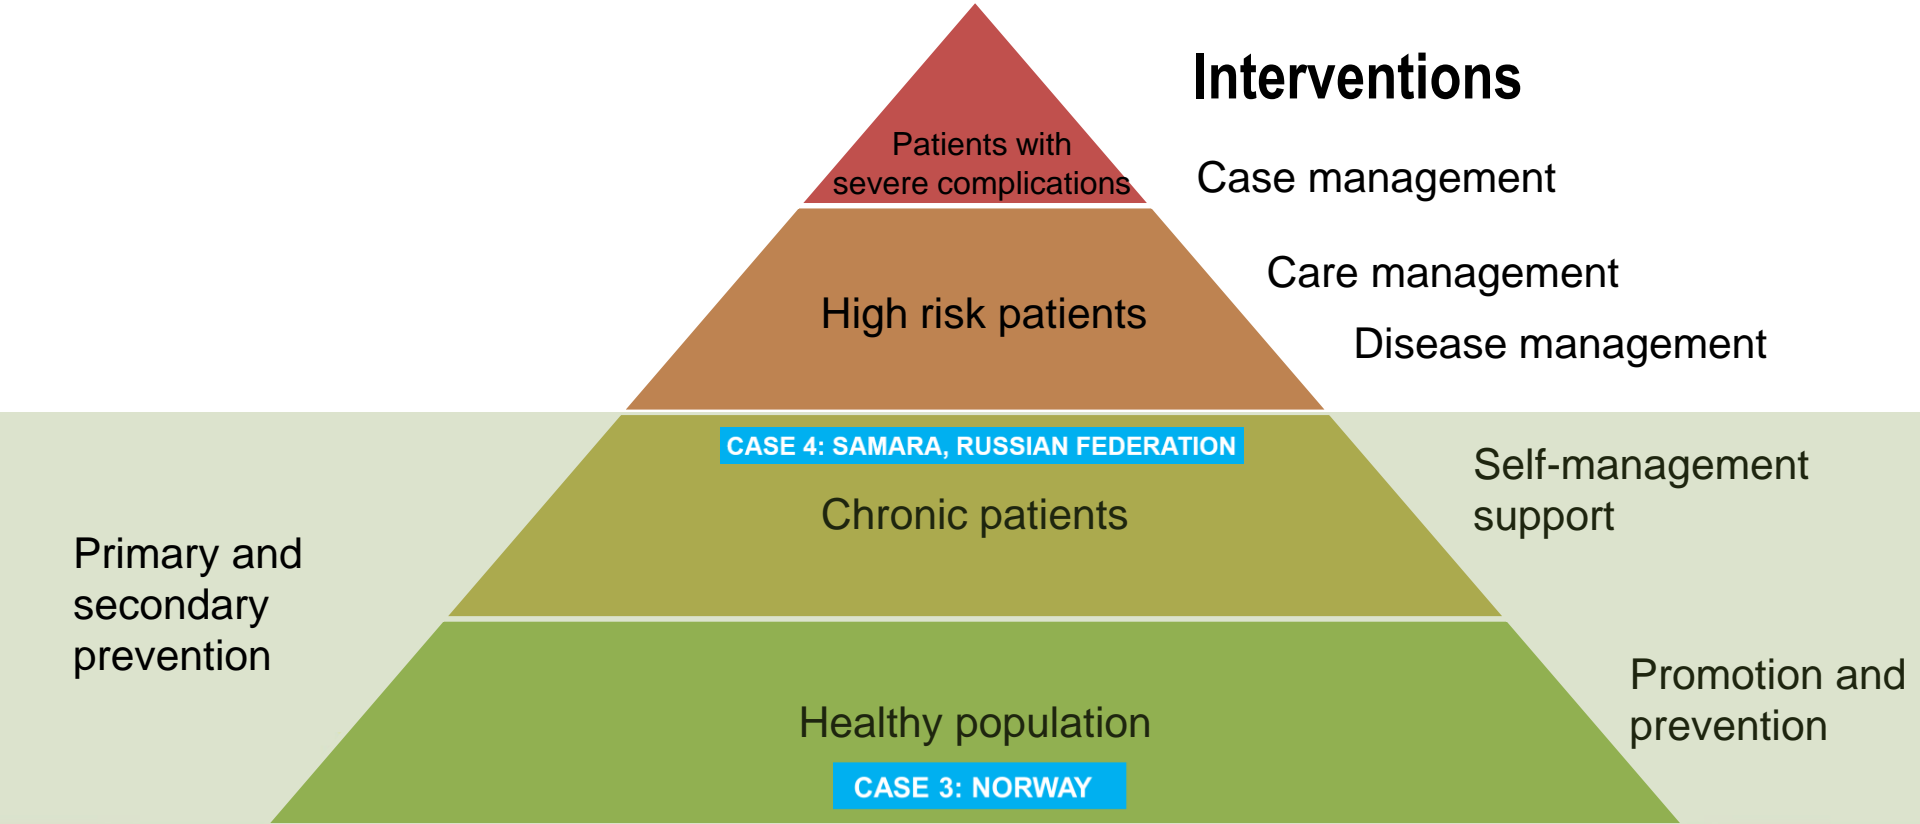 Interventions
Patients with
severe complications
Case management
Care management
High risk patients
Disease management
CASE 4: SAMARA, RUSSIAN FEDERATION
Self-management
support
Chronic patients
Primary and
secondary
prevention
Promotion and
prevention
Healthy population
CASE 3: NORWAY